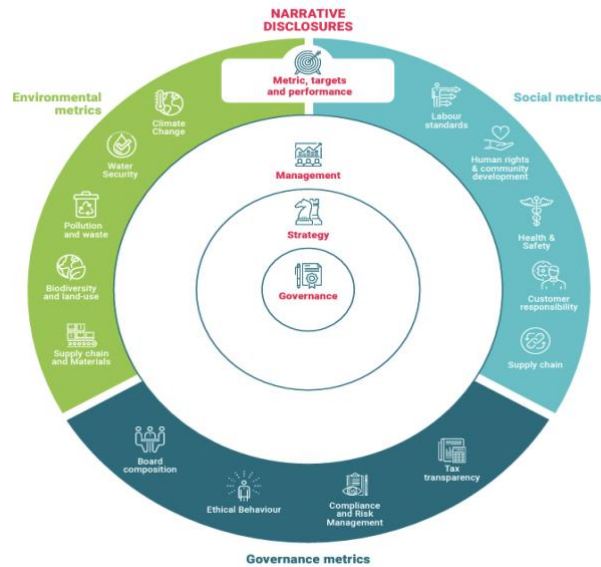 NARRATIVE
DISCLOSURES
Metric, targets
and performance
Environmental
metrics
Climate
Change
Water
Security
Pollution
and waste
Biodiversity
and land-use
Supply chain
and Materials
Social metrics
Labour
standards
Human rights
& community
development
Health &
Safety
Customer
responsibility
Supply chain
Management
Strategy
Governance
Board
composition
Ethical Behaviour
Compliance
and Risk
Management
Tax
transparency
Governance metrics